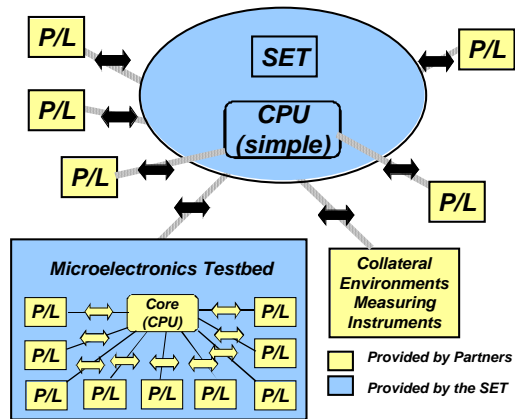 P/L
SET
P/L
P/L
CPU
(simple)
P/L
P/L
Microelectronics Testbed
P/L
Core
(CPU)
P/L
P/L
P/L
P/L
P/L
P/L
P/L
P/L
Collateral
Environments
Measuring
Instruments
Provided by Partners
Provided by the SET